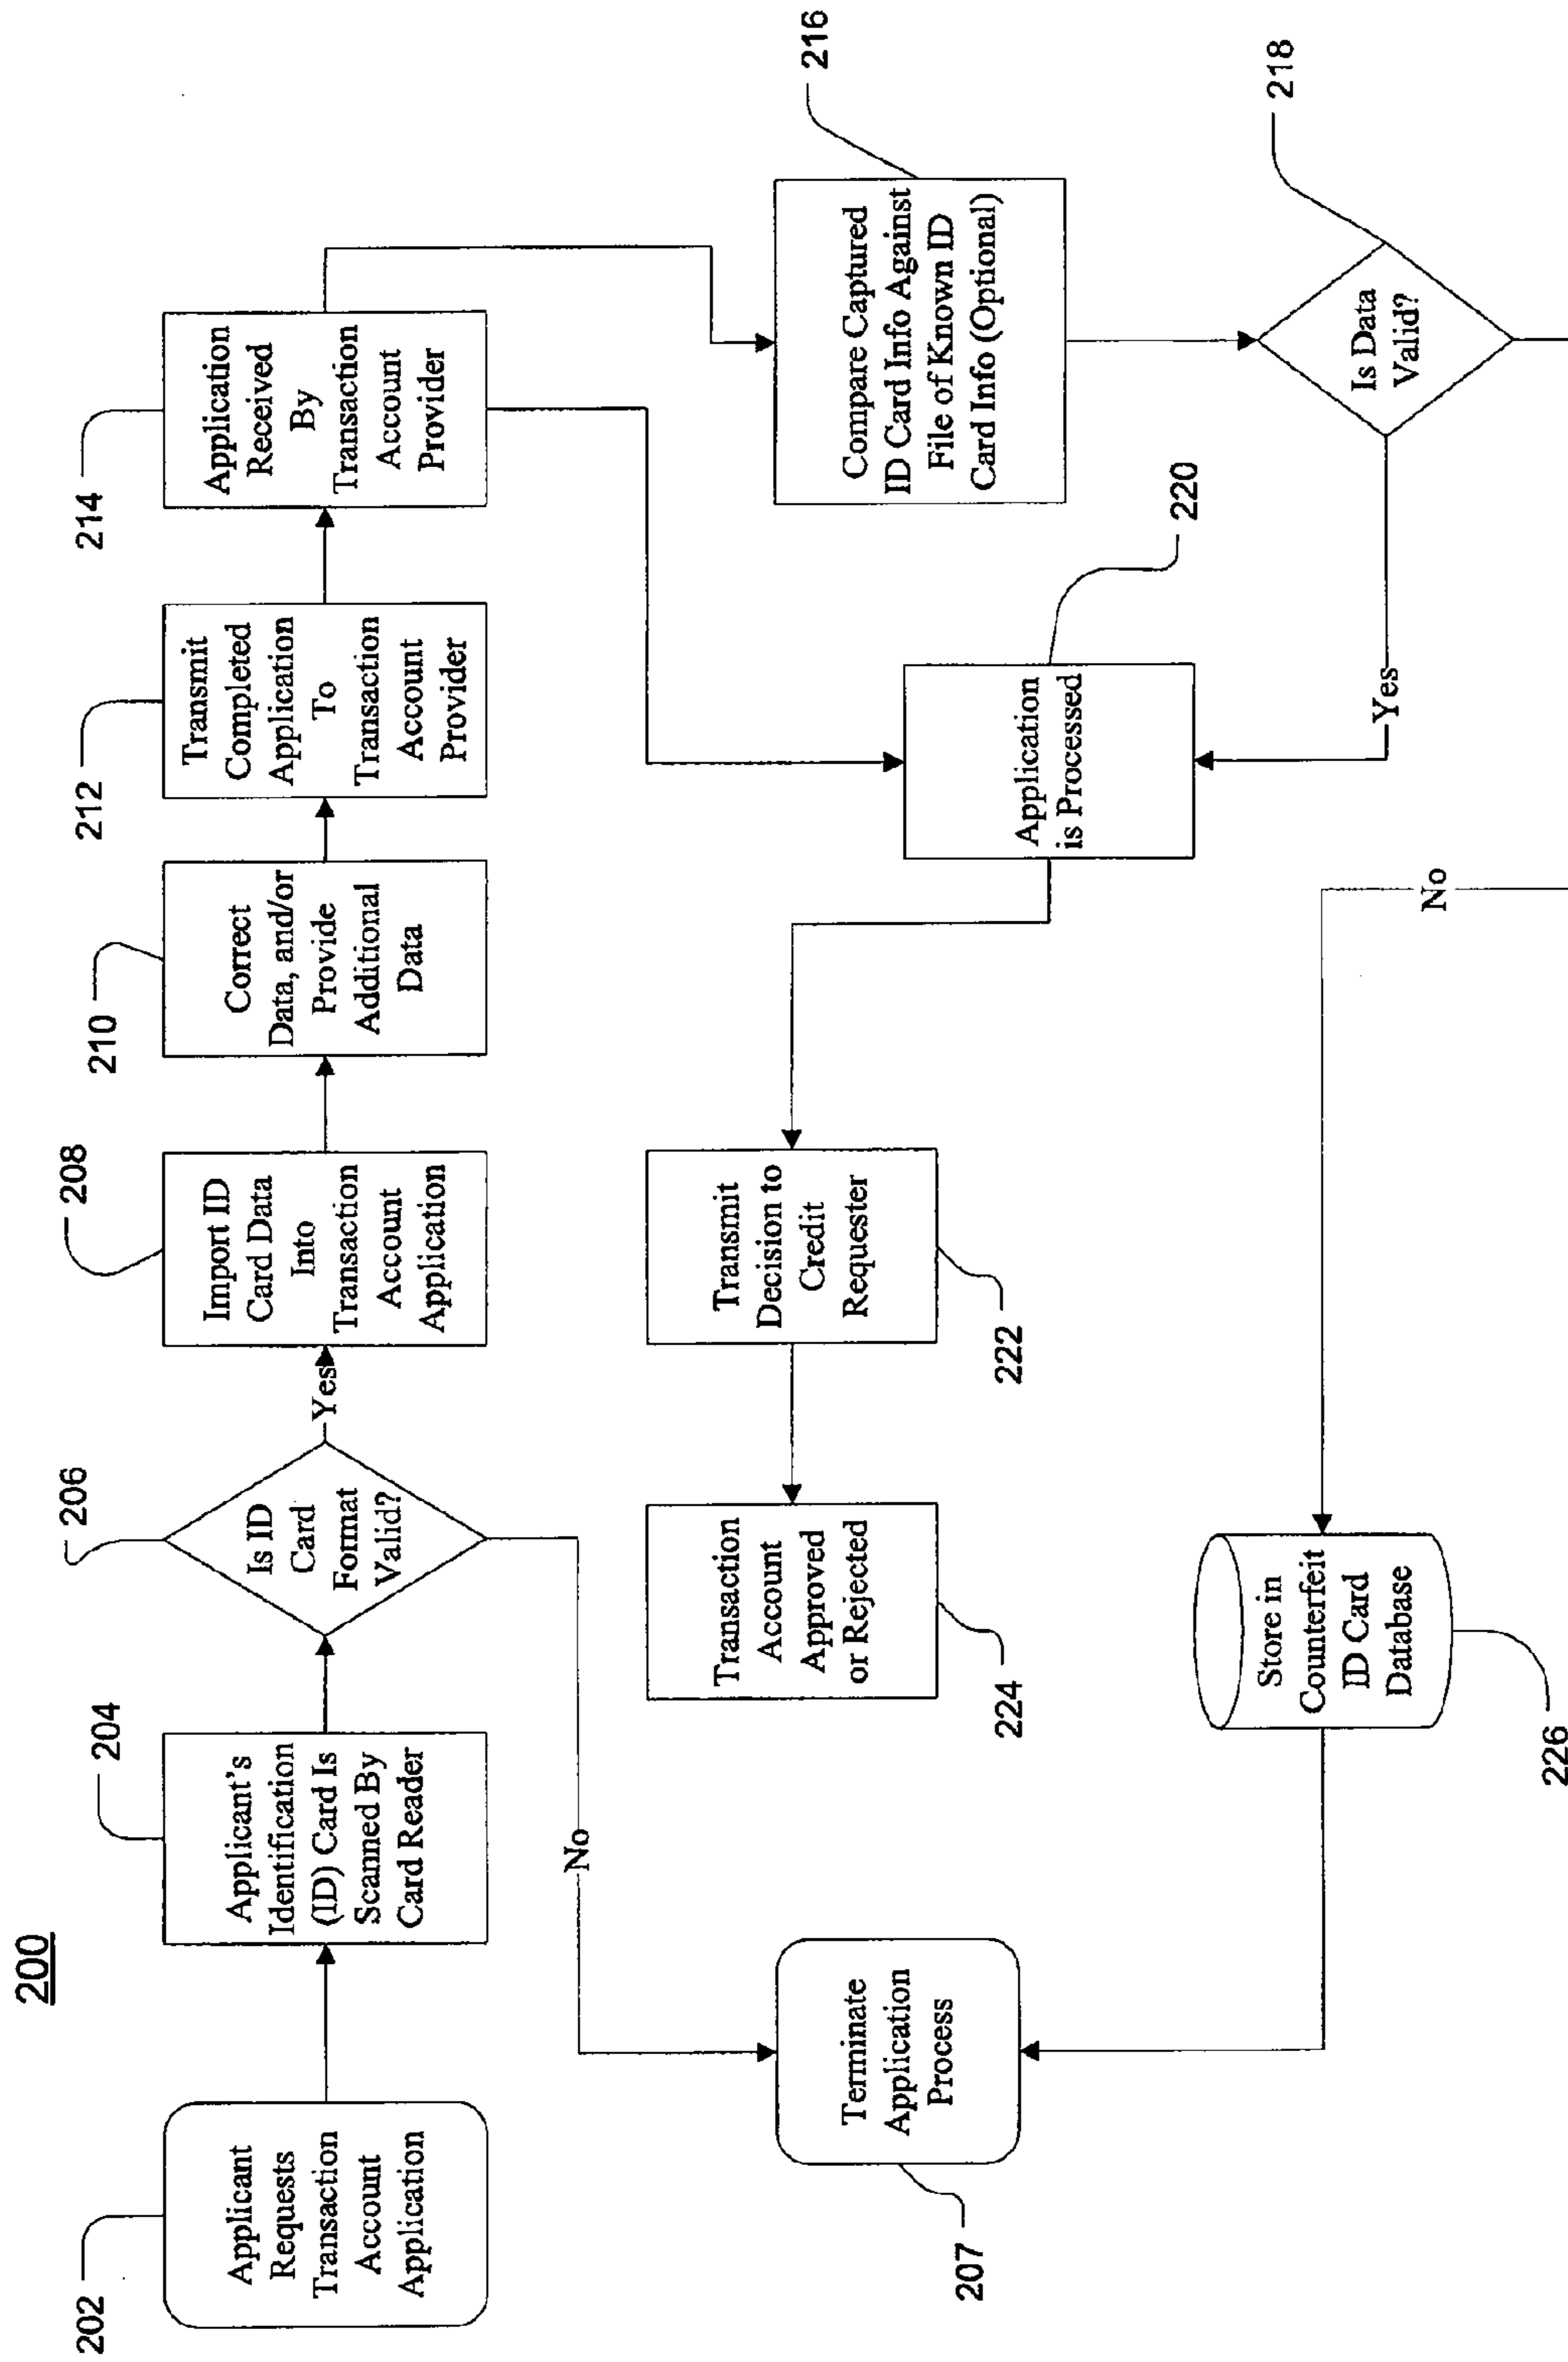 200
202
Applicant
Requests
Transaction
Account
Application
204
Applicant's
Identification
(ID) Card Is
Scanned By
Card Reader
206
Is ID
Card
Format
Valid?
Yes
No
208
Import ID
Card Data
Into
Transaction
Account
Application
210
Correct
Data, and/or
Provide
Additional
Data
212
Transmit
Completed
Application
To
Transaction
Account
Provider
214
Application
Received
By
Transaction
Account
Provider
207
Terminate
Application
Process
224
Transaction
Account
Approved
or Rejected
222
Transmit
Decision to
Credit
Requester
220
Application
is Processed
216
Compare Captured
ID Card Info Against
File of Known ID
Card Info (Optional)
218
Is Data
Valid?
Yes
No
226
Store in
Counterfeit
ID Card
Database